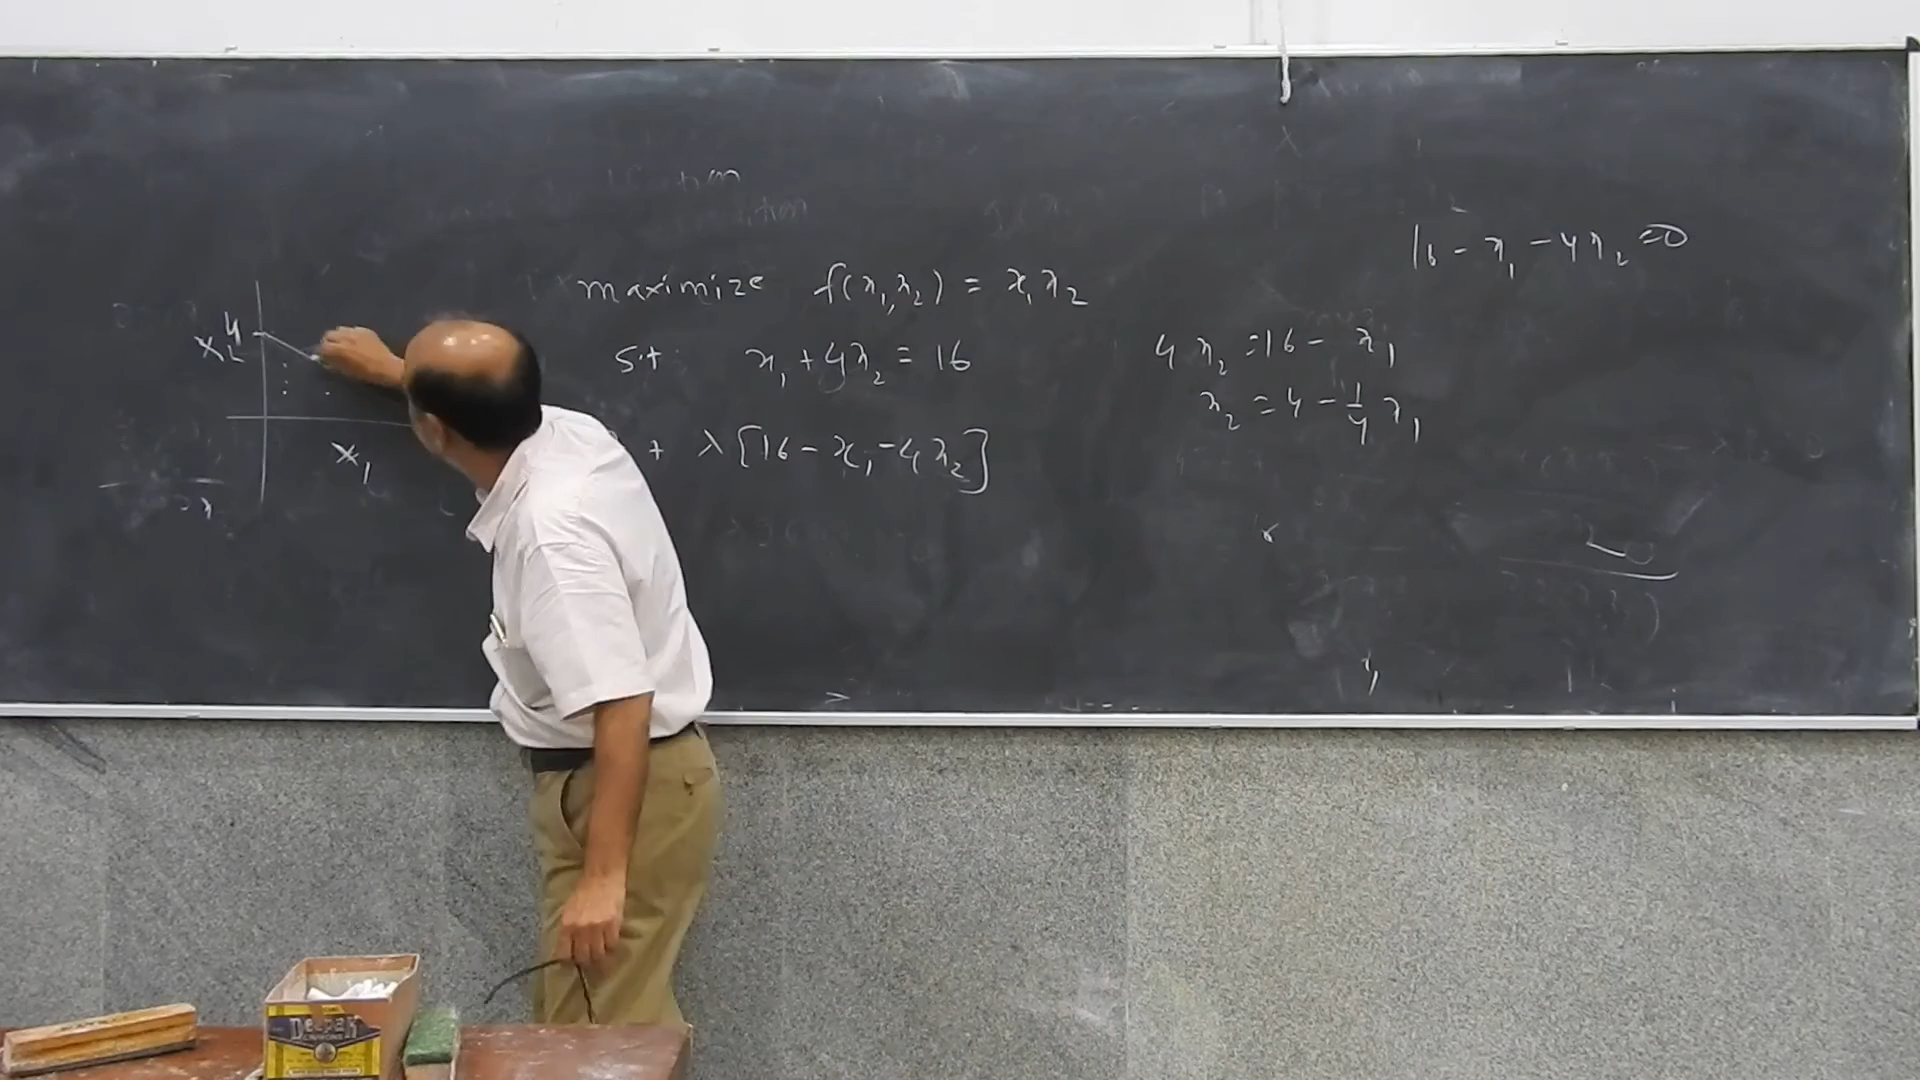 16 - x₁ - 4x₂ = 0
maximize f(x₁, x₂) = x₁x₂
s.t. x₁ + 4x₂ = 16
+ λ[16 - x₁ - 4x₂]
4x₂ = 16 - x₁
x₂ = 4 - 1/4 x₁
4
x₂
x₁
DEEPAK